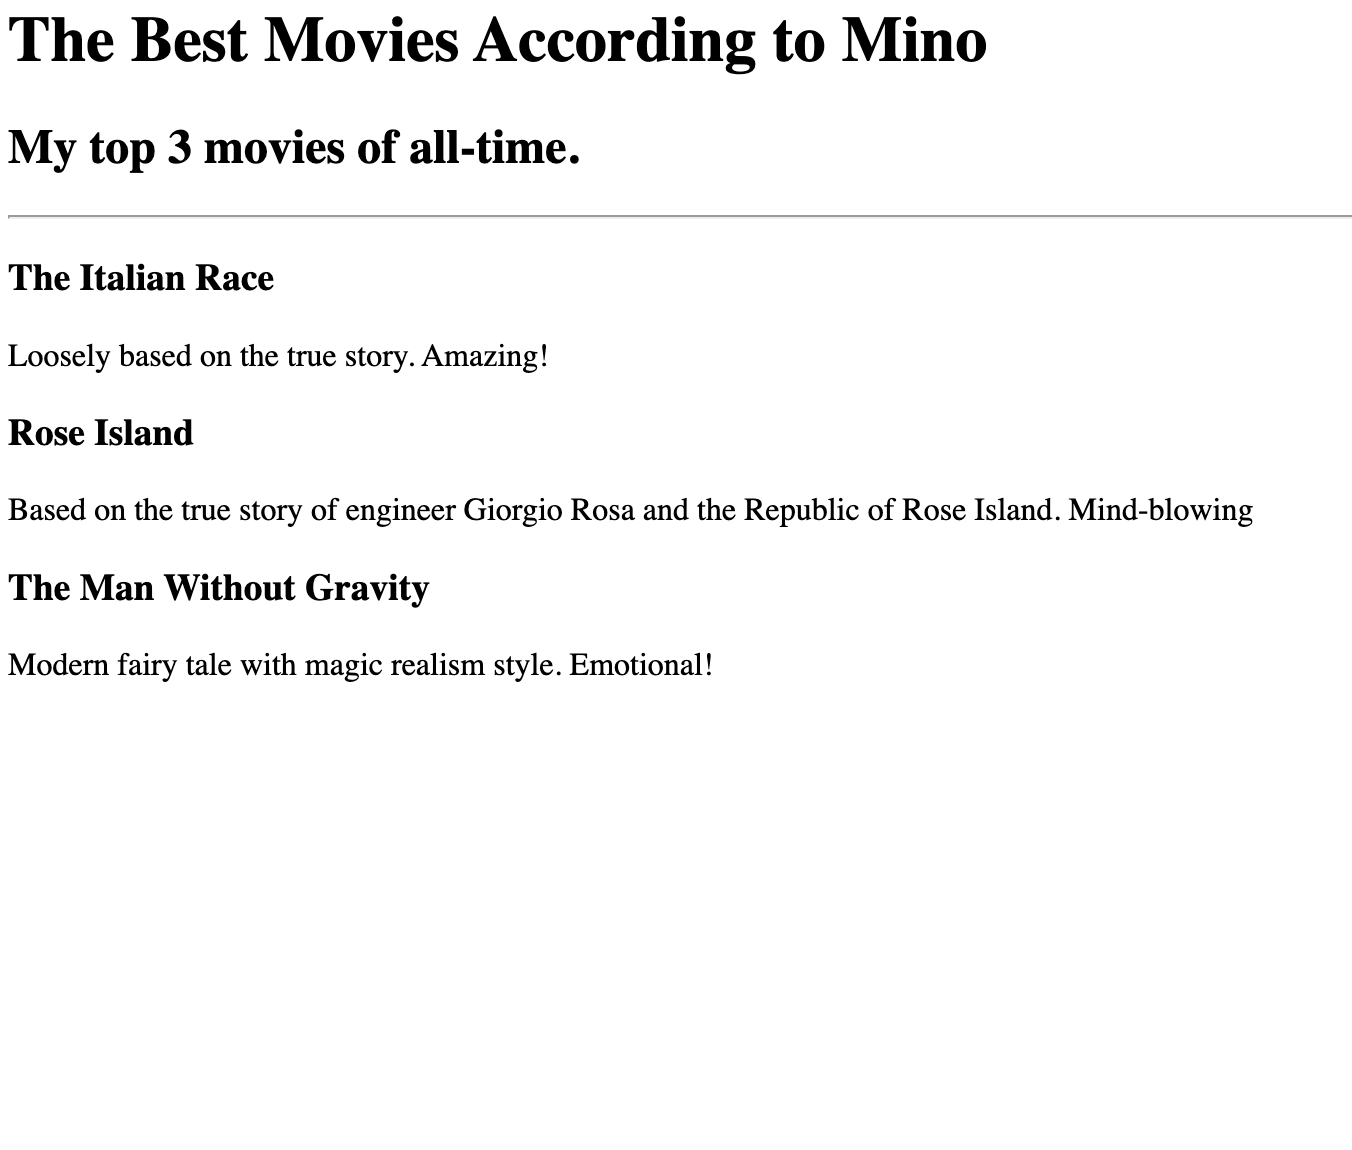 The Best Movies According to Mino
My top 3 movies of all-time.
The Italian Race
Loosely based on the true story. Amazing!
Rose Island
Based on the true story of engineer Giorgio Rosa and the Republic of Rose Island. Mind-blowing
The Man Without Gravity
Modern fairy tale with magic realism style. Emotional!